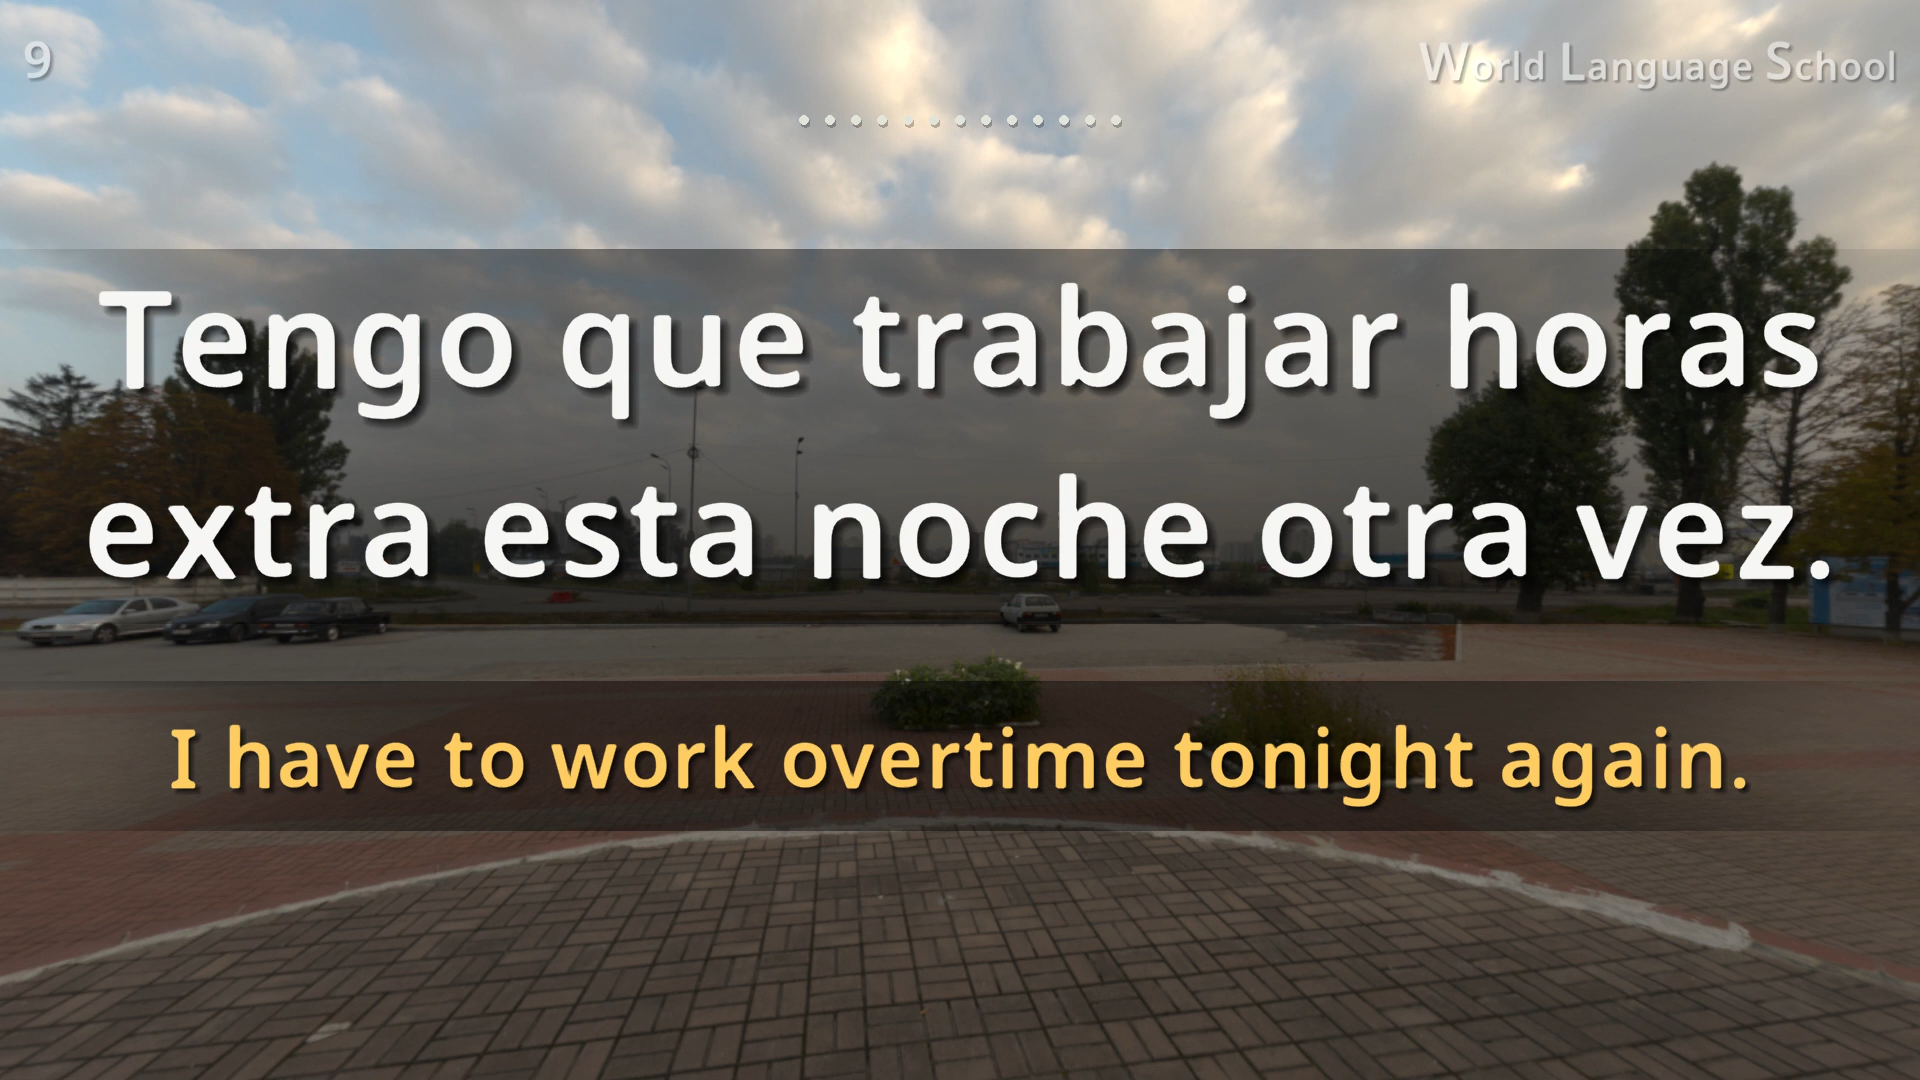 9
World Language School
Tengo que trabajar horas
extra esta noche otra vez.
I have to work overtime tonight again.